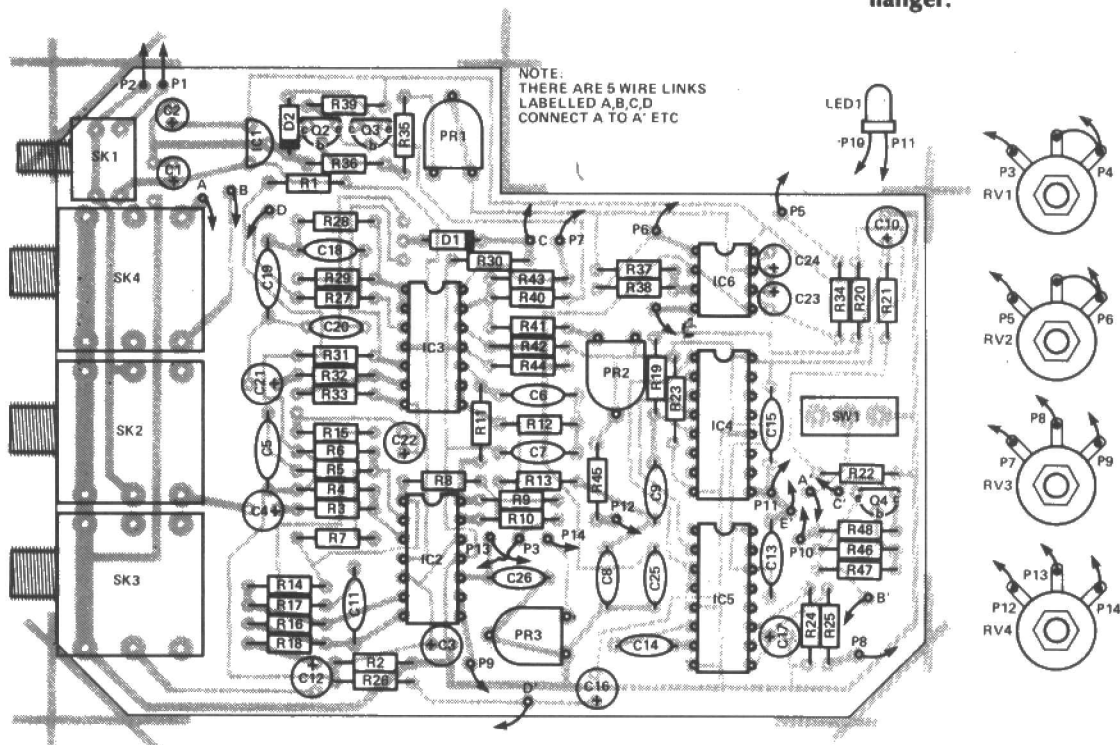 hanger.
NOTE:
THERE ARE 5 WIRE LINKS
LABELLED A,B,C,D
CONNECT A TO A' ETC
P2
P1
C2
SK1
C1
IC1
D2
R39
Q2
b
Q3
b
R35
R36
R1
PR1
LED1
P10
P11
P3
P4
RV1
A
B
D
R28
C18
C19
R29
R27
C20
SK4
D1
R30
C
P7
R43
R40
R41
R42
R44
IC3
P6
R37
R38
IC6
C24
C23
E
P5
C10
R34
R20
R21
P5
P6
RV2
R31
R32
R33
C21
SK2
C5
R15
R6
R5
R4
R3
C4
R7
C22
R11
C6
R12
C7
R8
R13
R9
R10
PR2
R19
R23
R45
C9
P12
IC4
C15
SW1
R22
P11
A'
C'
Q4
b
E'
P10
R48
R46
R47
P8
P7
P9
RV3
SK3
IC2
P13
P3
P14
C26
C8
C25
IC5
C13
B'
R14
R17
R16
R18
C11
C3
R2
R26
C12
P9
PR3
C14
C16
D'
C17
R24
R25
P8
P13
P12
P14
RV4